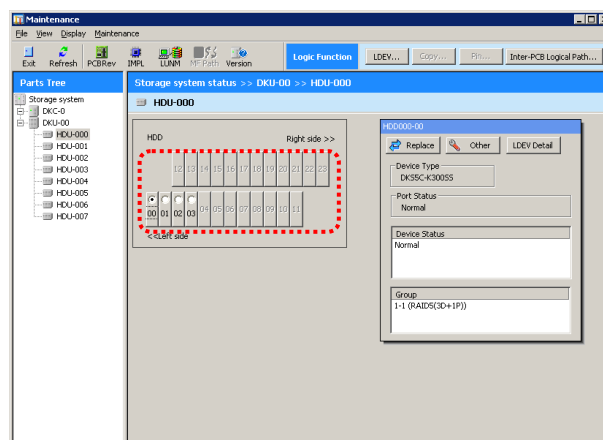 Maintenance
File View Display Maintenance
Exit Refresh PCBRev IMPL LUNM MF Path Version Logic Function LDEV... Copy... Pin... Inter-PCB Logical Path...
Parts Tree
Storage system
DKC-0
DKU-00
HDU-000
HDU-001
HDU-002
HDU-003
HDU-004
HDU-005
HDU-006
HDU-007
Storage system status >> DKU-00 >> HDU-000
HDU-000
HDD Right side >>
12 13 14 15 16 17 18 19 20 21 22 23
00 01 02 03 04 05 06 07 08 09 10 11
<<Left side
HDD000-00
Replace Other LDEV Detail
Device Type
DKS5C-K300SS
Port Status
Normal
Device Status
Normal
Group
1-1 (RAID5(3D+1P))